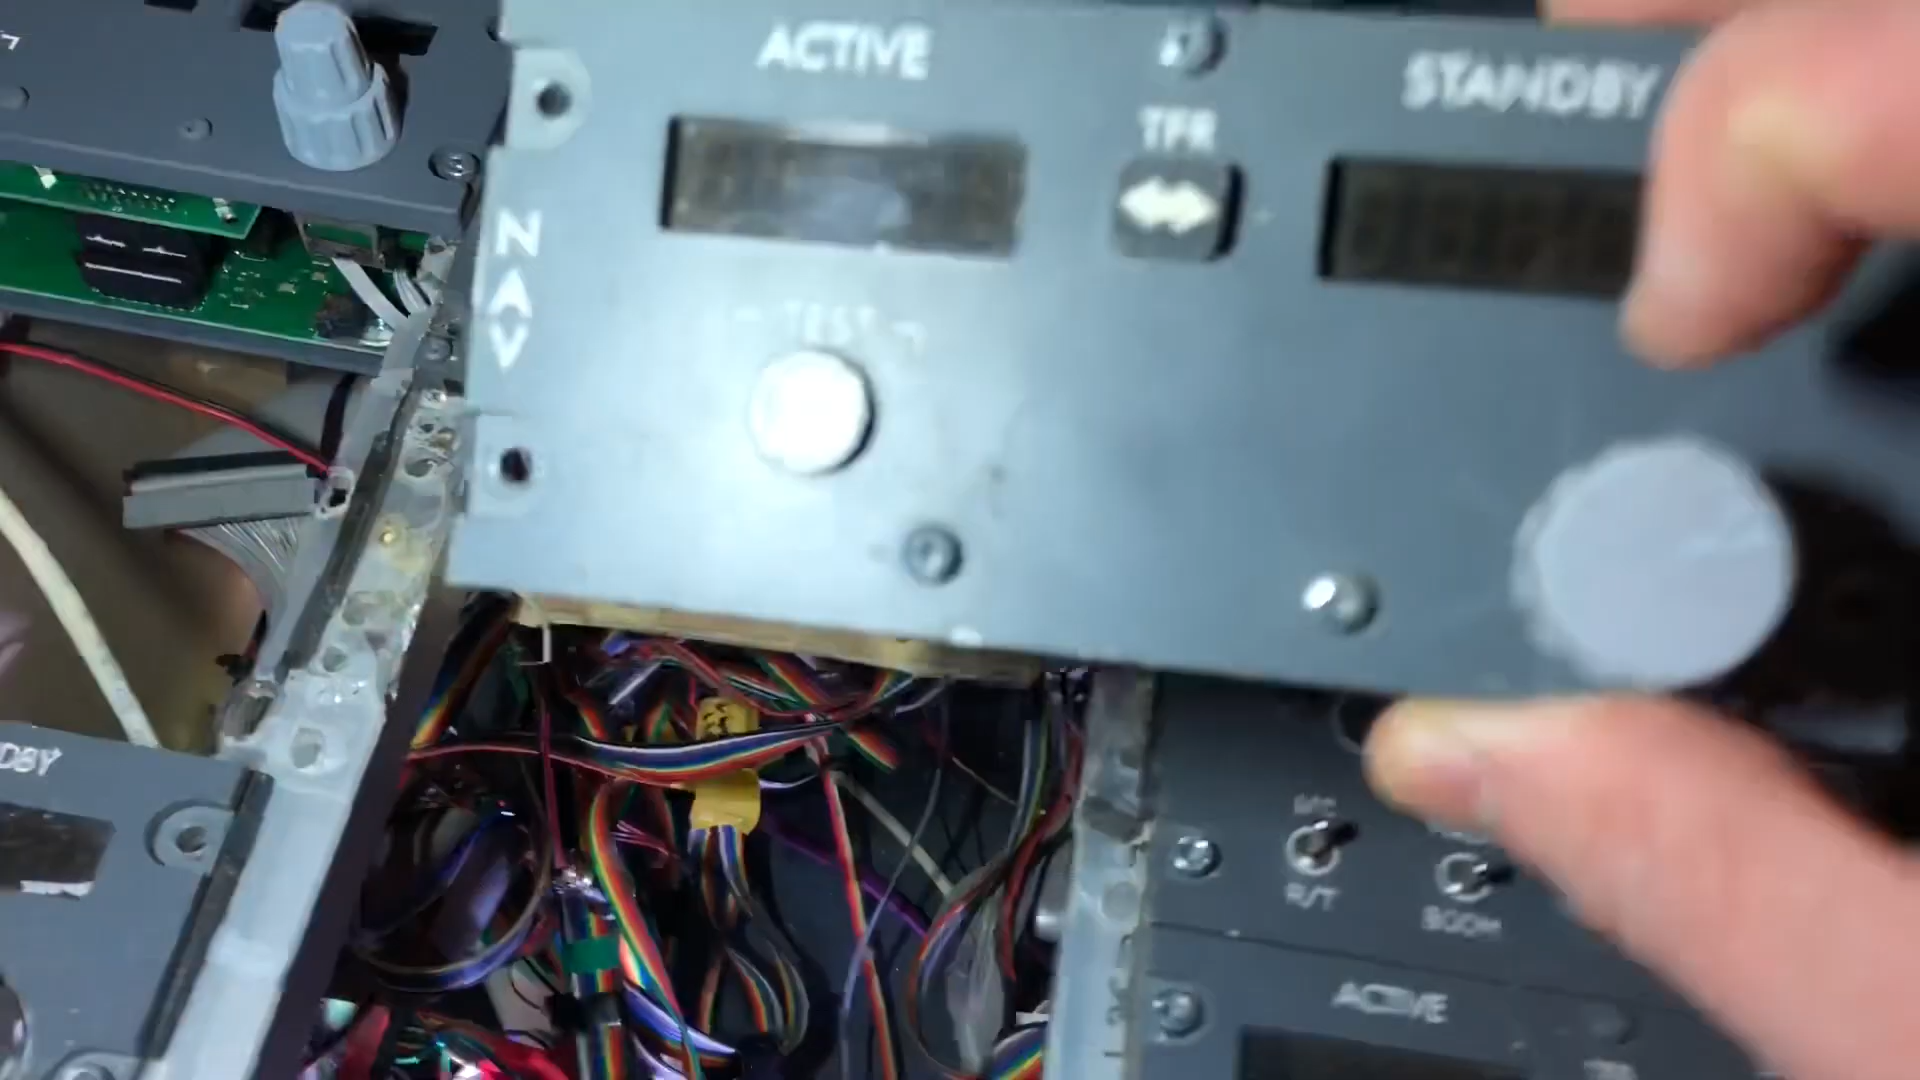 ACTIVE
STANDBY
TFR
NAV
TEST
DBY
R/T
BOOM
ACTIVE